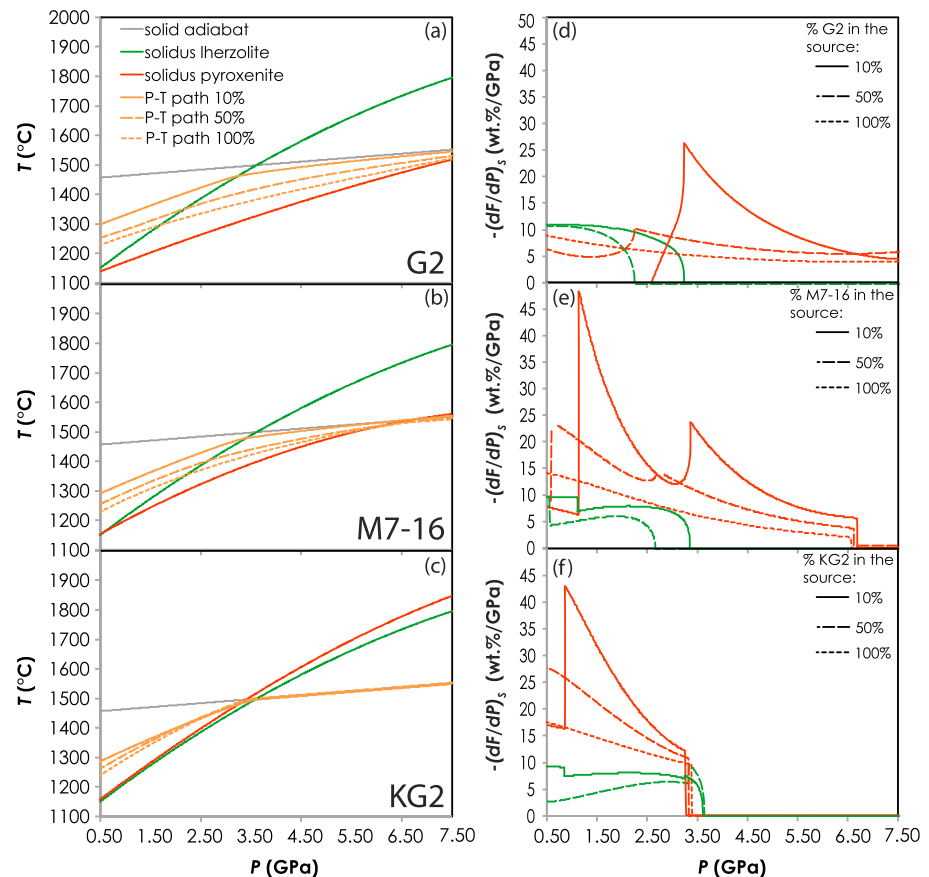 2000
1900
1800
1700
1600
1500
1400
1300
1200
1100
T (°C)
(a)
solid adiabat
solidus lherzolite
solidus pyroxenite
P-T path 10%
P-T path 50%
P-T path 100%
G2
1900
1800
1700
1600
1500
1400
1300
1200
1100
T (°C)
(b)
M7-16
1900
1800
1700
1600
1500
1400
1300
1200
1100
T (°C)
(c)
KG2
0.50
1.50
2.50
3.50
4.50
5.50
6.50
7.50
P (GPa)
50
45
40
35
30
25
20
15
10
5
0
-(dF/dP)s (wt.%/GPa)
(d)
% G2 in the
source:
10%
50%
100%
45
40
35
30
25
20
15
10
5
0
-(dF/dP)s (wt.%/GPa)
(e)
% M7-16 in the
source:
10%
50%
100%
45
40
35
30
25
20
15
10
5
0
-(dF/dP)s (wt.%/GPa)
(f)
% KG2 in the
source:
10%
50%
100%
0.50
1.50
2.50
3.50
4.50
5.50
6.50
7.50
P (GPa)